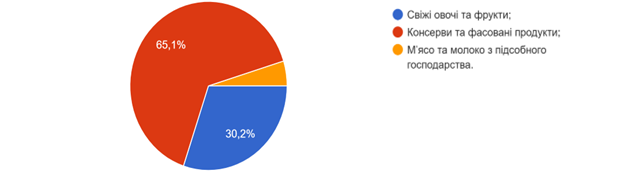 65,1%
30,2%
Свіжі овочі та фрукти;
Консерви та фасовані продукти;
М'ясо та молоко з підсобного
господарства.